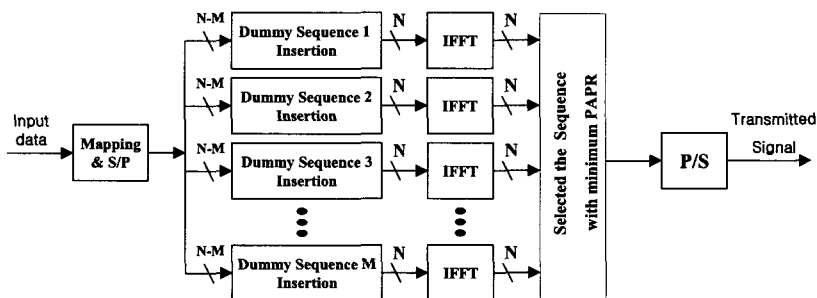 N-M
Dummy Sequence 1
Insertion
N
IFFT
N
N-M
Dummy Sequence 2
Insertion
N
IFFT
N
Input
data
Mapping
& S/P
N-M
Dummy Sequence 3
Insertion
N
IFFT
N
N-M
Dummy Sequence M
Insertion
N
IFFT
N
Selected the Sequence
with minimum PAPR
P/S
Transmitted
Signal